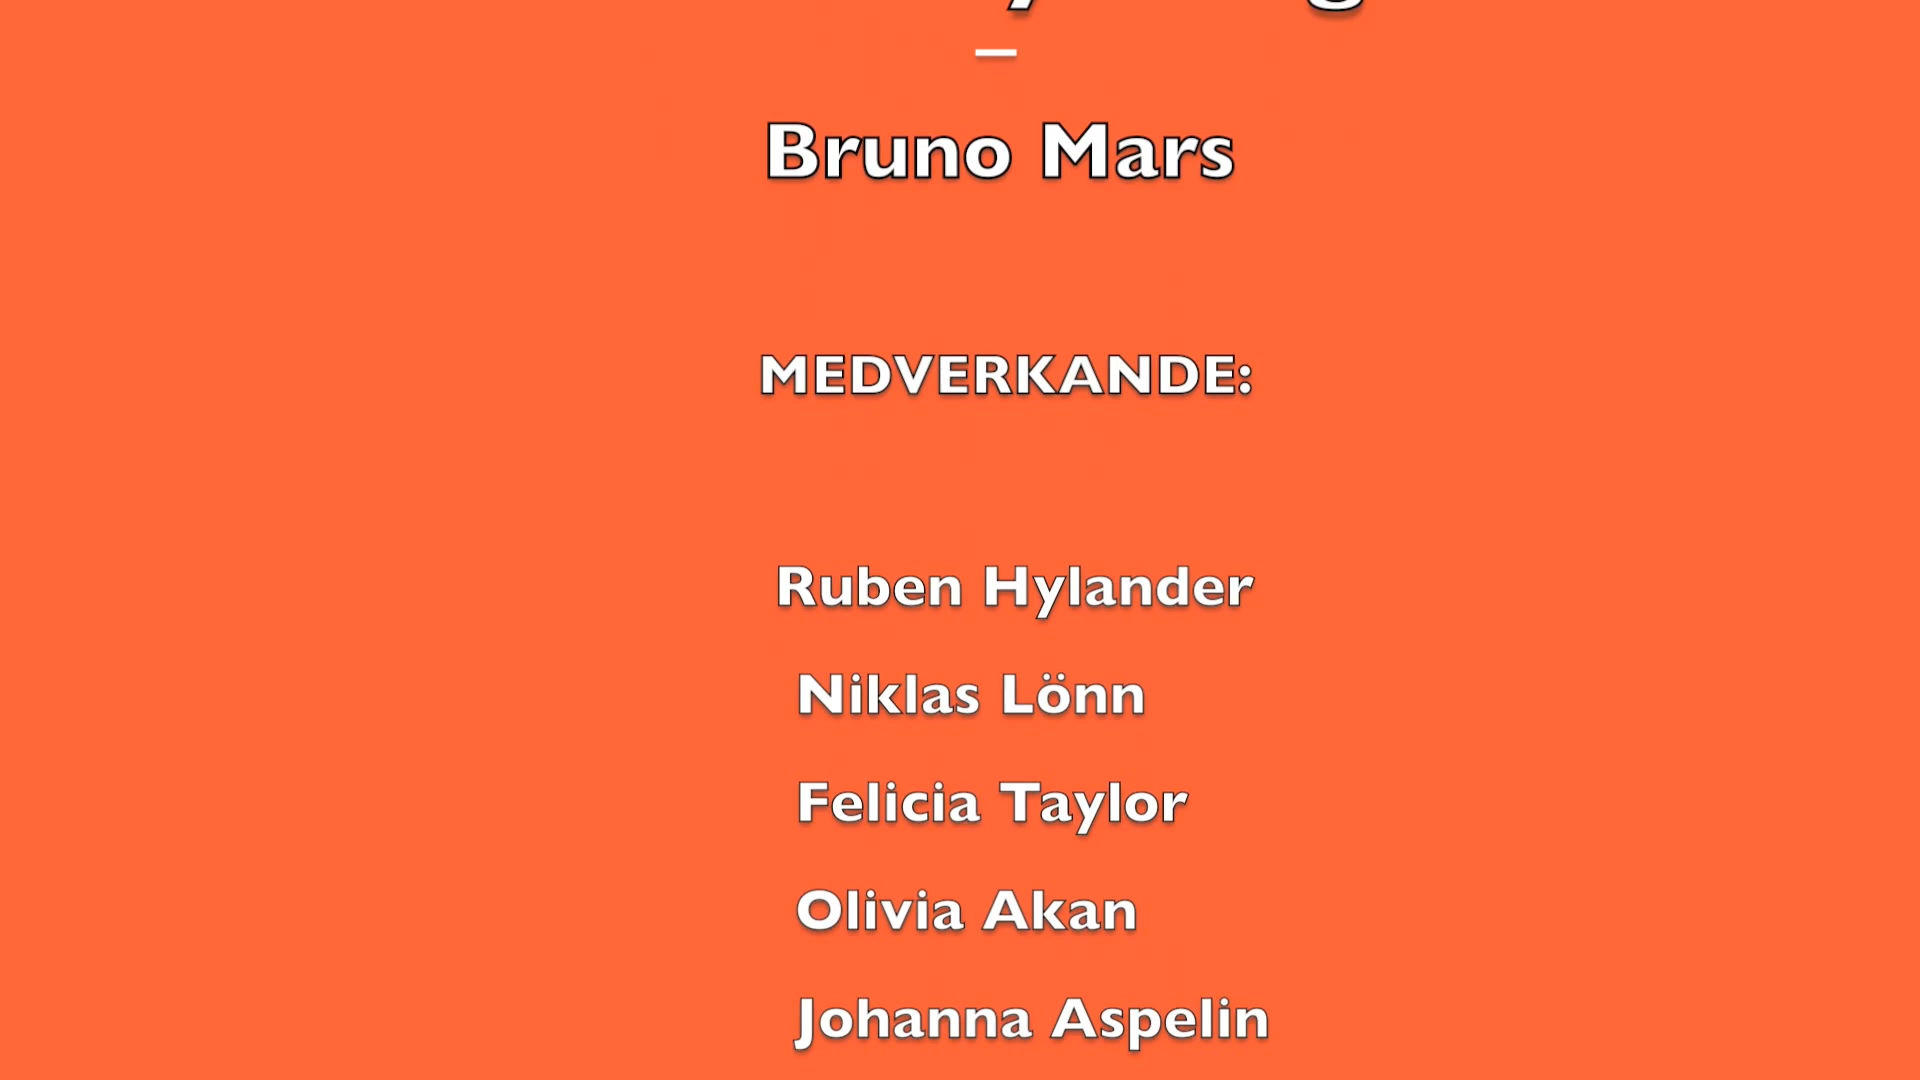 –
Bruno Mars
MEDVERKANDE:
Ruben Hylander
Niklas Lönn
Felicia Taylor
Olivia Akan
Johanna Aspelin